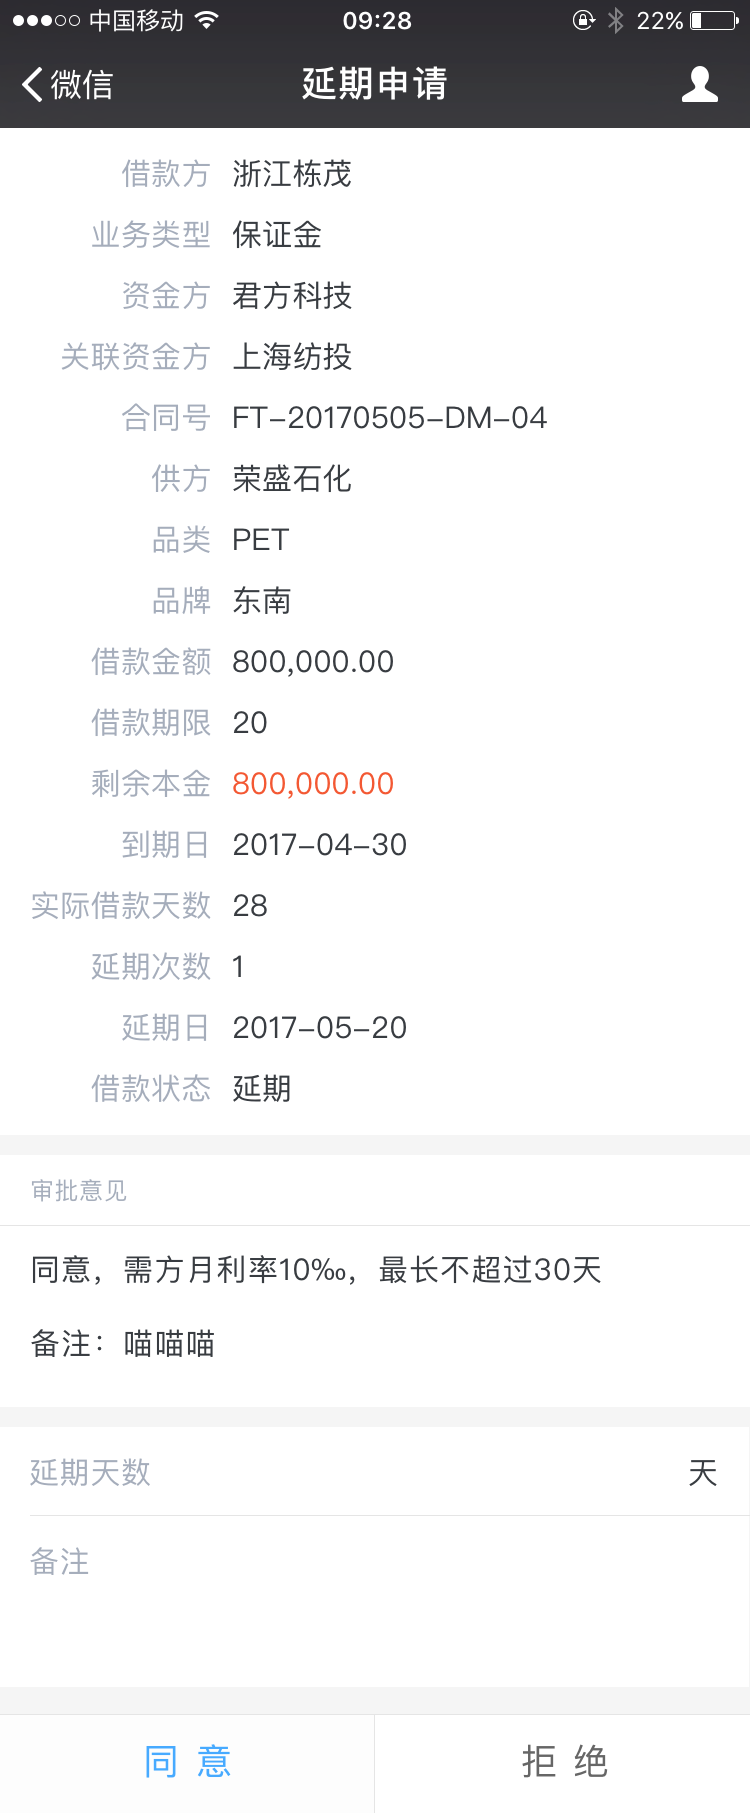 中国移动 09:28 22%
微信 延期申请
借款方 浙江栋茂
业务类型 保证金
资金方 君方科技
关联资金方 上海纺投
合同号 FT-20170505-DM-04
供方 荣盛石化
品类 PET
品牌 东南
借款金额 800,000.00
借款期限 20
剩余本金 800,000.00
到期日 2017-04-30
实际借款天数 28
延期次数 1
延期日 2017-05-20
借款状态 延期
审批意见
同意，需方月利率10‰，最长不超过30天
备注：喵喵喵
延期天数 天
备注
同意 拒绝